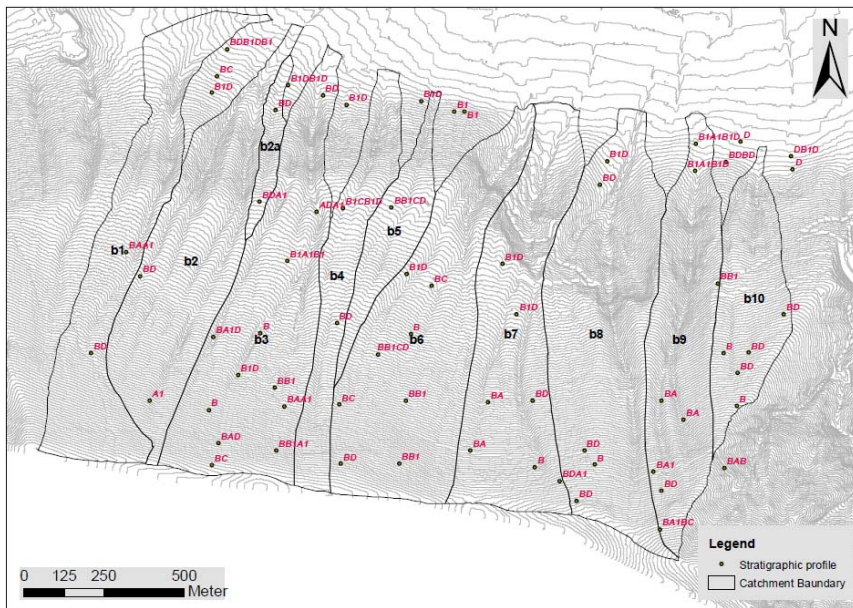 BDB1DB1
N
BC
B1DB1D
B1D
BD
B1D
B1D
B1
B1
BD
B1A1B1D
D
b2a
B1D
BDBD
DB1D
B1A1B1D
D
BD
BDA1
ADA1
B1CB1D
BB1CD
b5
b1
BAA1
b2
B1A1B1
B1D
BD
B1D
BC
BB1
b10
b4
B1D
BD
BD
BA1D
B
b3
B
b6
b7
b8
b9
BD
BB1CD
B
BD
B1D
BD
BB1
A1
B
BAA1
BC
BB1
BA
BD
BA
B
BA
BAD
BB1A1
BA
BD
BC
BD
BB1
B
B
BA1
BAB
BDA1
BD
BD
BA1BC
Legend
Stratigraphic profile
Catchment Boundary
0 125 250 500
Meter